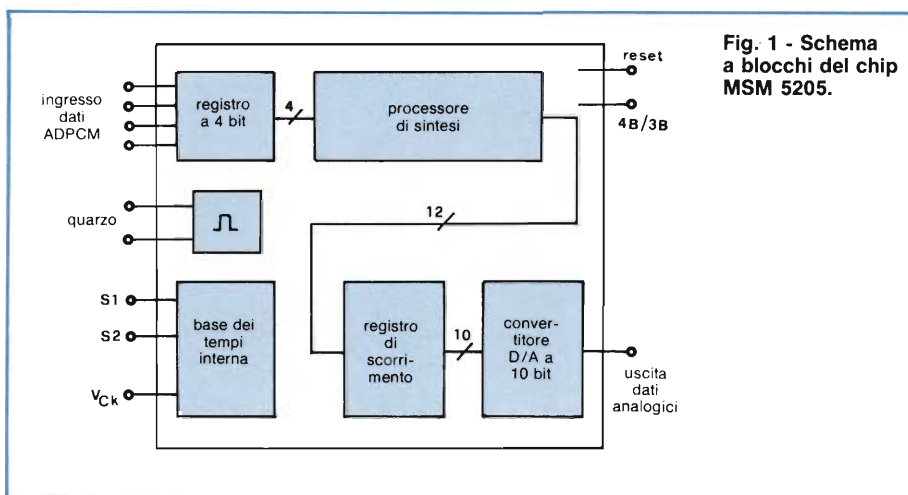 Fig. 1 - Schema
a blocchi del chip
MSM 5205.
ingresso
dati
ADPCM
registro
a 4 bit
4
processore
di sintesi
reset
4B/3B
quarzo
12
S1
S2
VCk
base dei
tempi
interna
registro
di
scorri-
mento
10
conver-
titore
D/A a
10 bit
uscita
dati
analogici